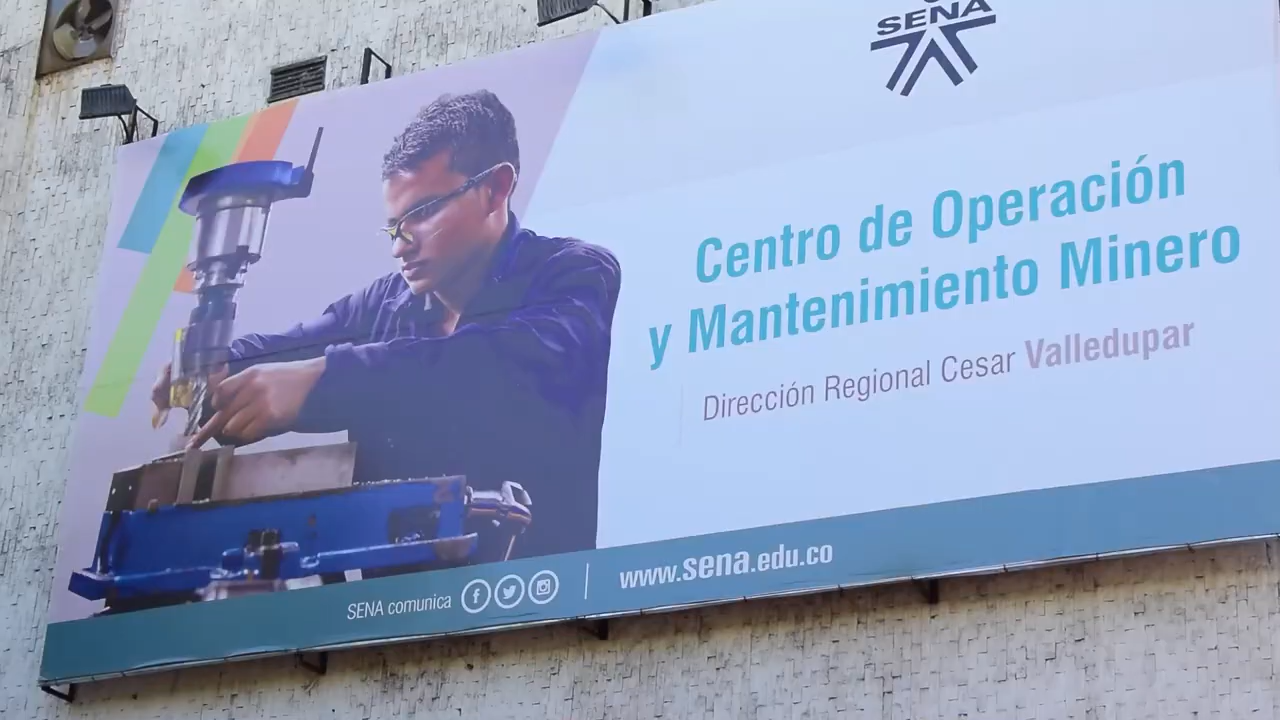 SENA
Centro de Operación
y Mantenimiento Minero
Dirección Regional Cesar Valledupar
SENA comunica
www.sena.edu.co